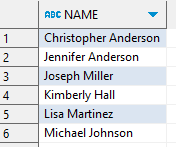 ABC NAME
1 Christopher Anderson
2 Jennifer Anderson
3 Joseph Miller
4 Kimberly Hall
5 Lisa Martinez
6 Michael Johnson